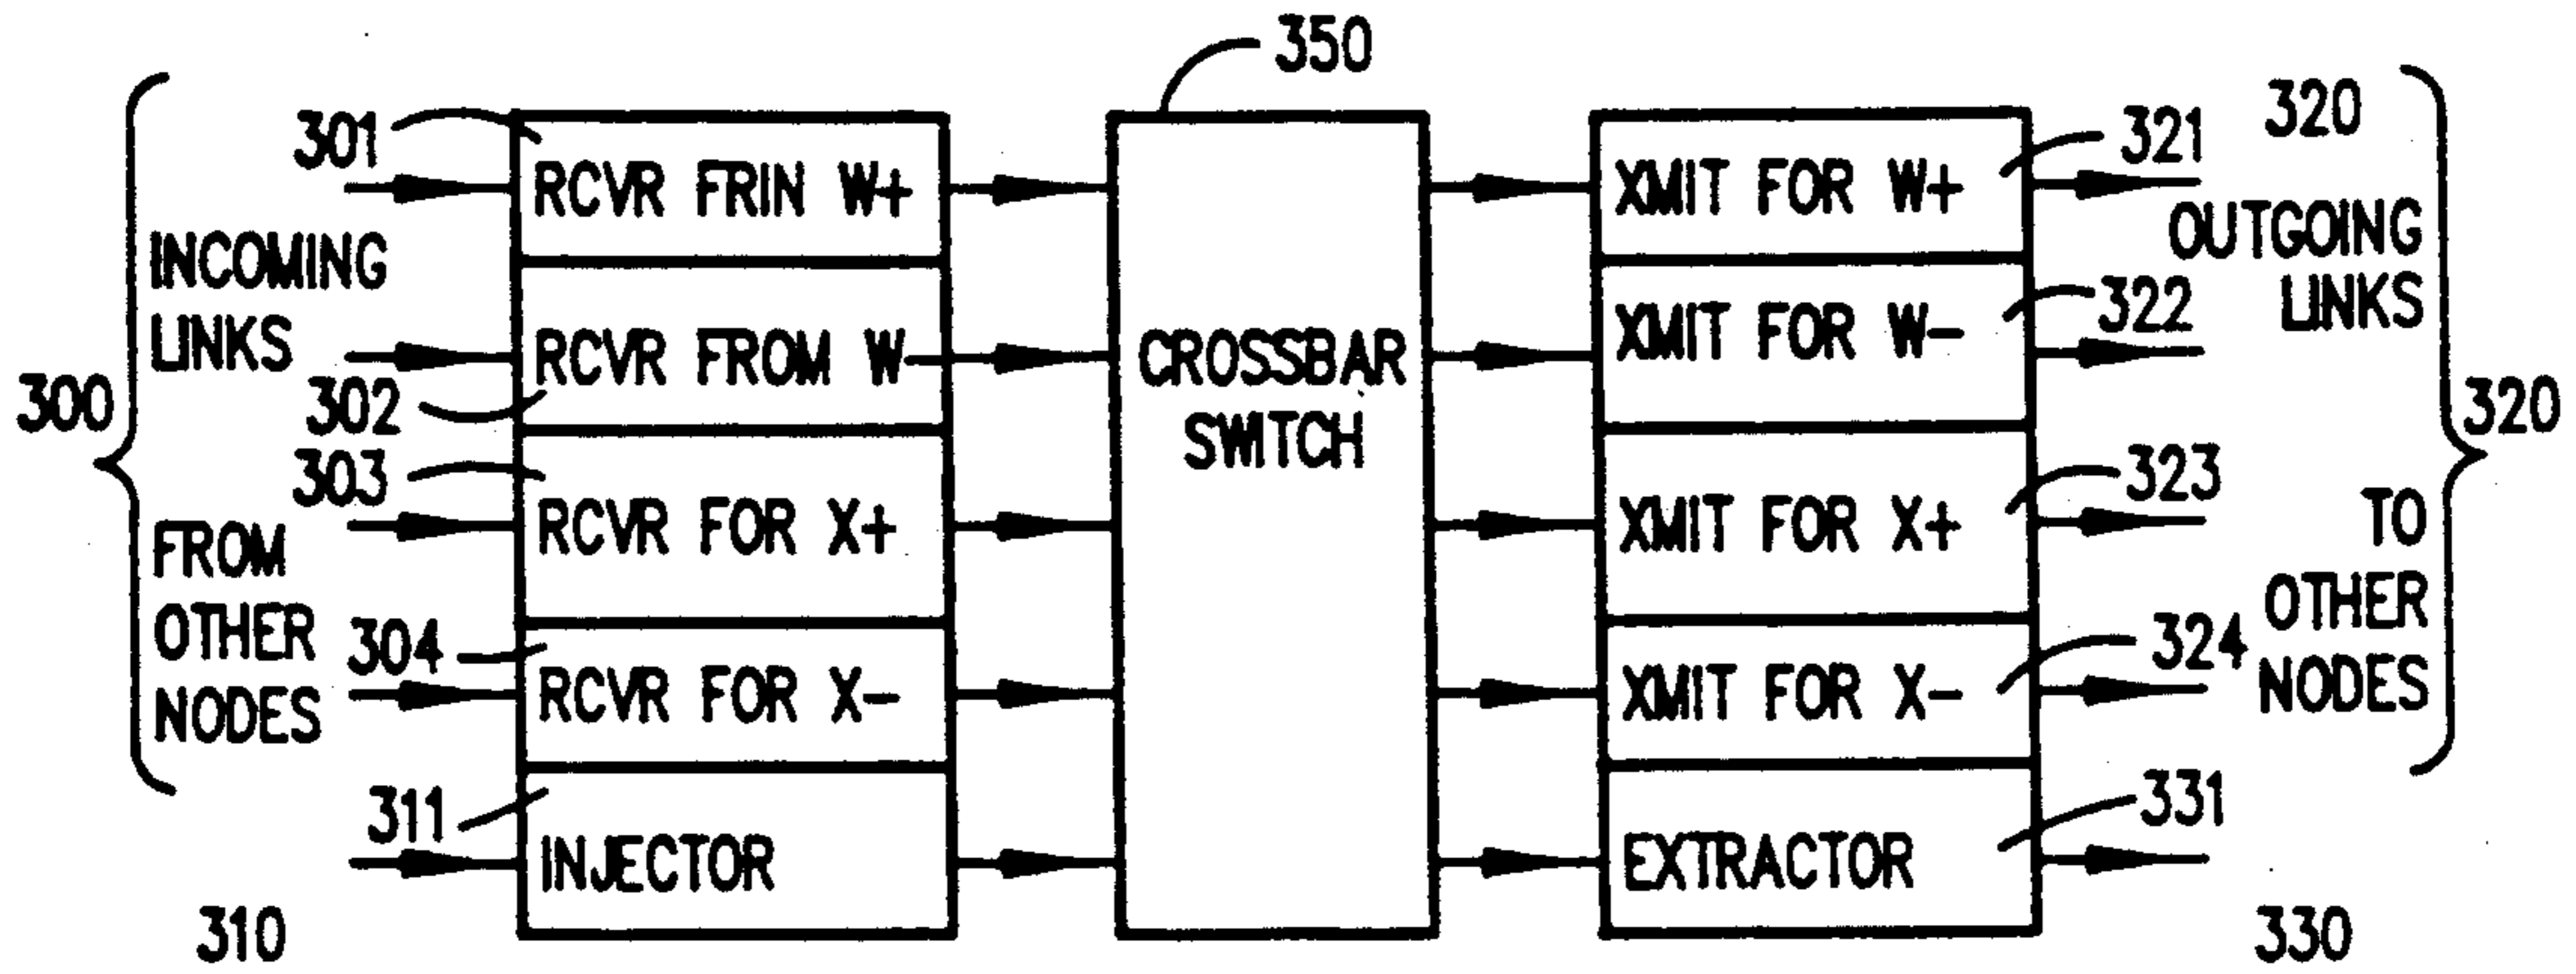 350
301
320
321
RCVR FRIN W+
XMIT FOR W+
INCOMING
LINKS
OUTGOING
LINKS
322
RCVR FROM W-
CROSSBAR
SWITCH
XMIT FOR W-
300
302
320
303
323
RCVR FOR X+
XMIT FOR X+
FROM
OTHER
NODES
TO
OTHER
NODES
304
324
RCVR FOR X-
XMIT FOR X-
311
331
INJECTOR
EXTRACTOR
310
330